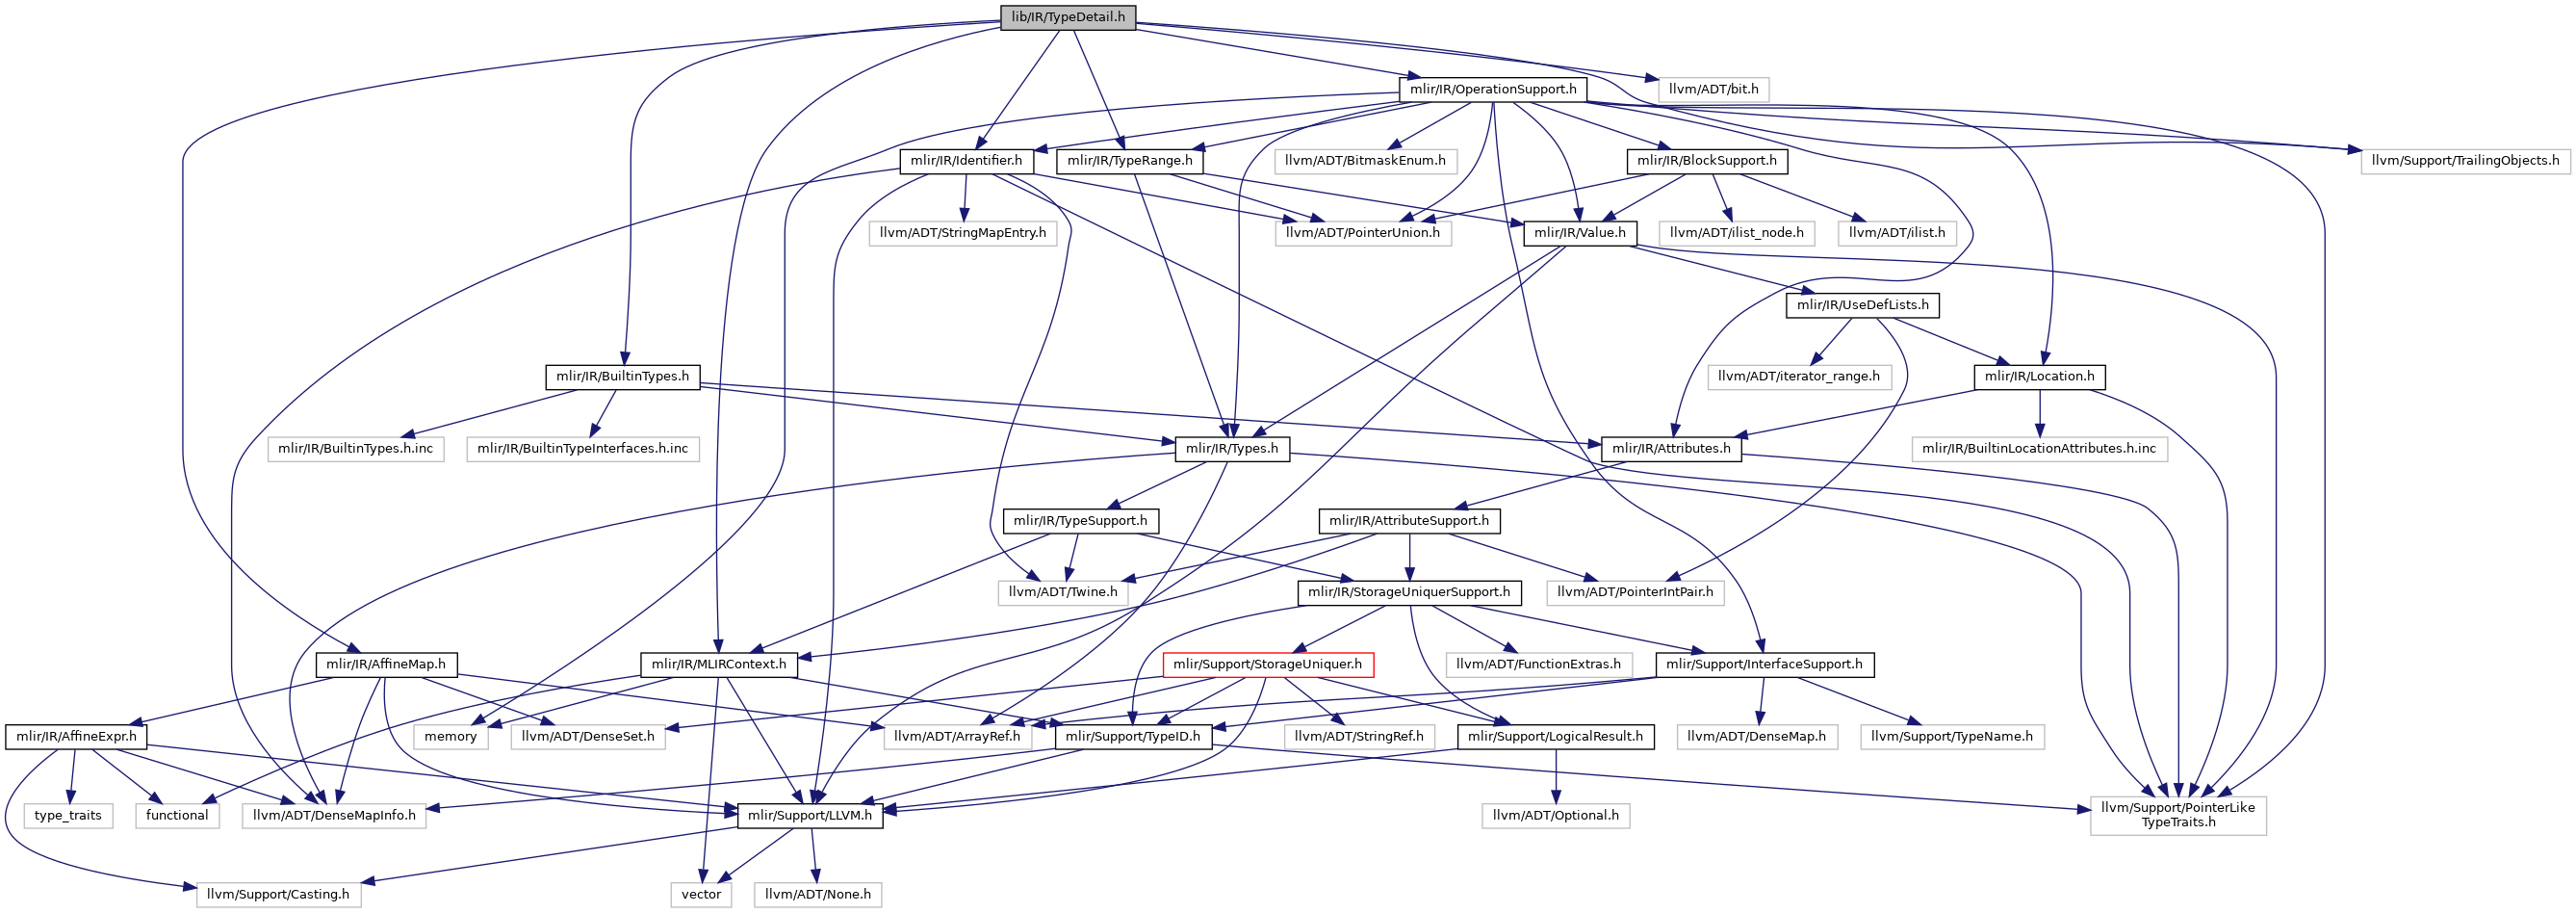 lib/IR/TypeDetail.h
mlir/IR/OperationSupport.h
llvm/ADT/bit.h
mlir/IR/Identifier.h
mlir/IR/TypeRange.h
llvm/ADT/BitmaskEnum.h
mlir/IR/BlockSupport.h
llvm/Support/TrailingObjects.h
llvm/ADT/StringMapEntry.h
llvm/ADT/PointerUnion.h
mlir/IR/Value.h
llvm/ADT/ilist_node.h
llvm/ADT/ilist.h
mlir/IR/UseDefLists.h
mlir/IR/BuiltinTypes.h
llvm/ADT/iterator_range.h
mlir/IR/Location.h
mlir/IR/BuiltinTypes.h.inc
mlir/IR/BuiltinTypeInterfaces.h.inc
mlir/IR/Types.h
mlir/IR/Attributes.h
mlir/IR/BuiltinLocationAttributes.h.inc
mlir/IR/TypeSupport.h
mlir/IR/AttributeSupport.h
llvm/ADT/Twine.h
mlir/IR/StorageUniquerSupport.h
llvm/ADT/PointerIntPair.h
mlir/IR/AffineMap.h
mlir/IR/MLIRContext.h
mlir/Support/StorageUniquer.h
llvm/ADT/FunctionExtras.h
mlir/Support/InterfaceSupport.h
mlir/IR/AffineExpr.h
memory
llvm/ADT/DenseSet.h
llvm/ADT/ArrayRef.h
mlir/Support/TypeID.h
llvm/ADT/StringRef.h
mlir/Support/LogicalResult.h
llvm/ADT/DenseMap.h
llvm/Support/TypeName.h
type_traits
functional
llvm/ADT/DenseMapInfo.h
mlir/Support/LLVM.h
llvm/ADT/Optional.h
llvm/Support/PointerLike
TypeTraits.h
llvm/Support/Casting.h
vector
llvm/ADT/None.h